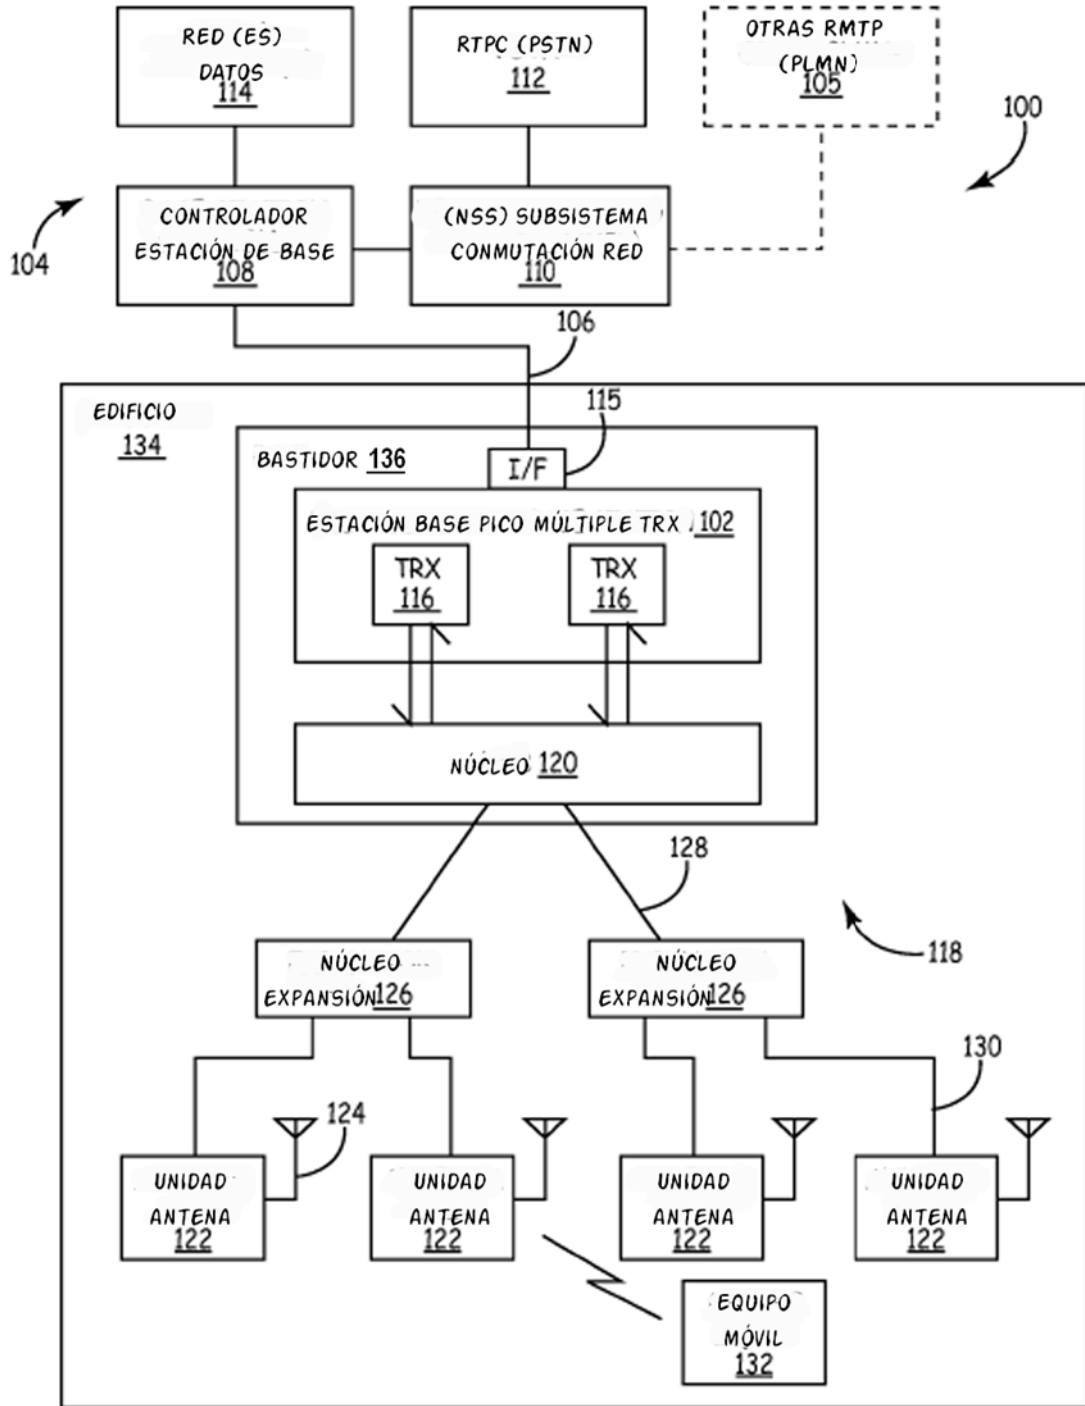 RED (ES)
DATOS
114
RTPC (PSTN)
112
OTRAS RMTP
(PLMN)
105
100
104
CONTROLADOR
ESTACIÓN DE BASE
108
(NSS) SUBSISTEMA
CONMUTACIÓN RED
110
106
EDIFICIO
134
115
BASTIDOR 136
I/F
ESTACIÓN BASE PICO MÚLTIPLE TRX 102
TRX
116
TRX
116
NÚCLEO 120
128
118
NÚCLEO
EXPANSIÓN 126
NÚCLEO
EXPANSIÓN 126
130
124
UNIDAD
ANTENA
122
UNIDAD
ANTENA
122
UNIDAD
ANTENA
122
UNIDAD
ANTENA
122
EQUIPO
MÓVIL
132